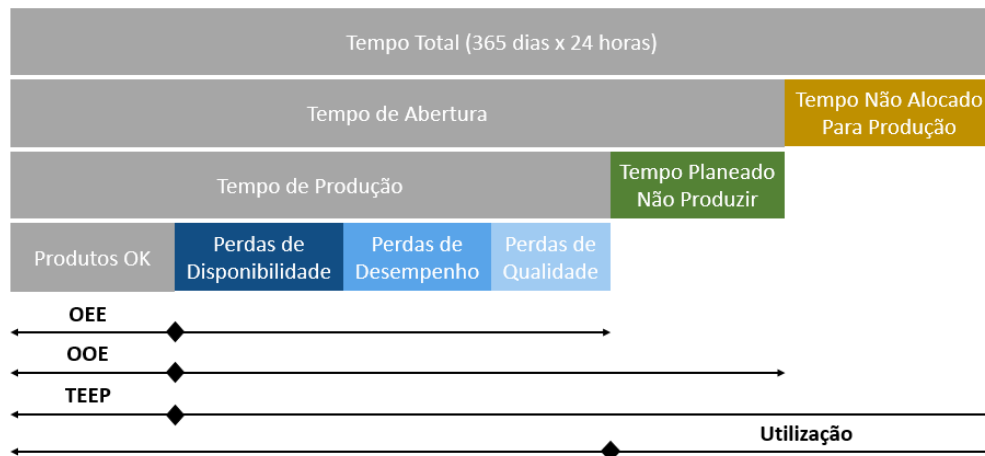 Tempo Total (365 dias x 24 horas)
Tempo de Abertura
Tempo Não Alocado
Para Produção
Tempo de Produção
Tempo Planeado
Não Produzir
Produtos OK
Perdas de
Disponibilidade
Perdas de
Desempenho
Perdas de
Qualidade
OEE
OOE
TEEP
Utilização